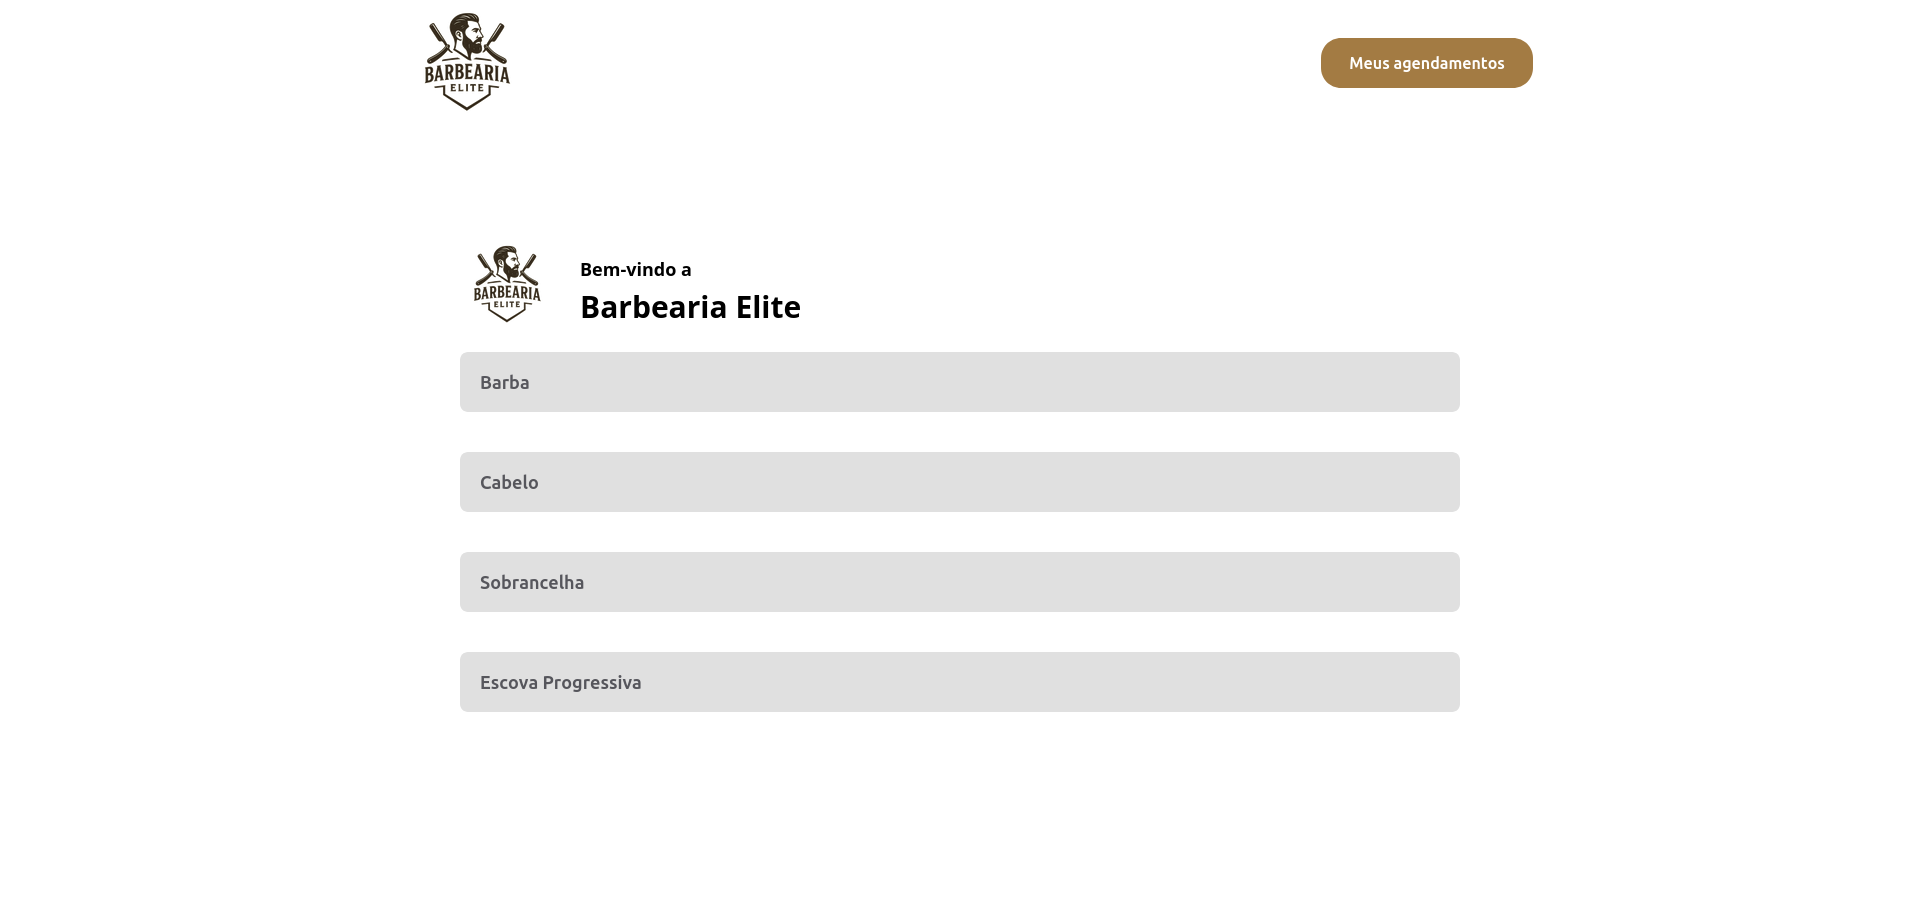 BARBEARIA
ELITE
Meus agendamentos
BARBEARIA
ELITE
Bem-vindo a
Barbearia Elite
Barba
Cabelo
Sobrancelha
Escova Progressiva